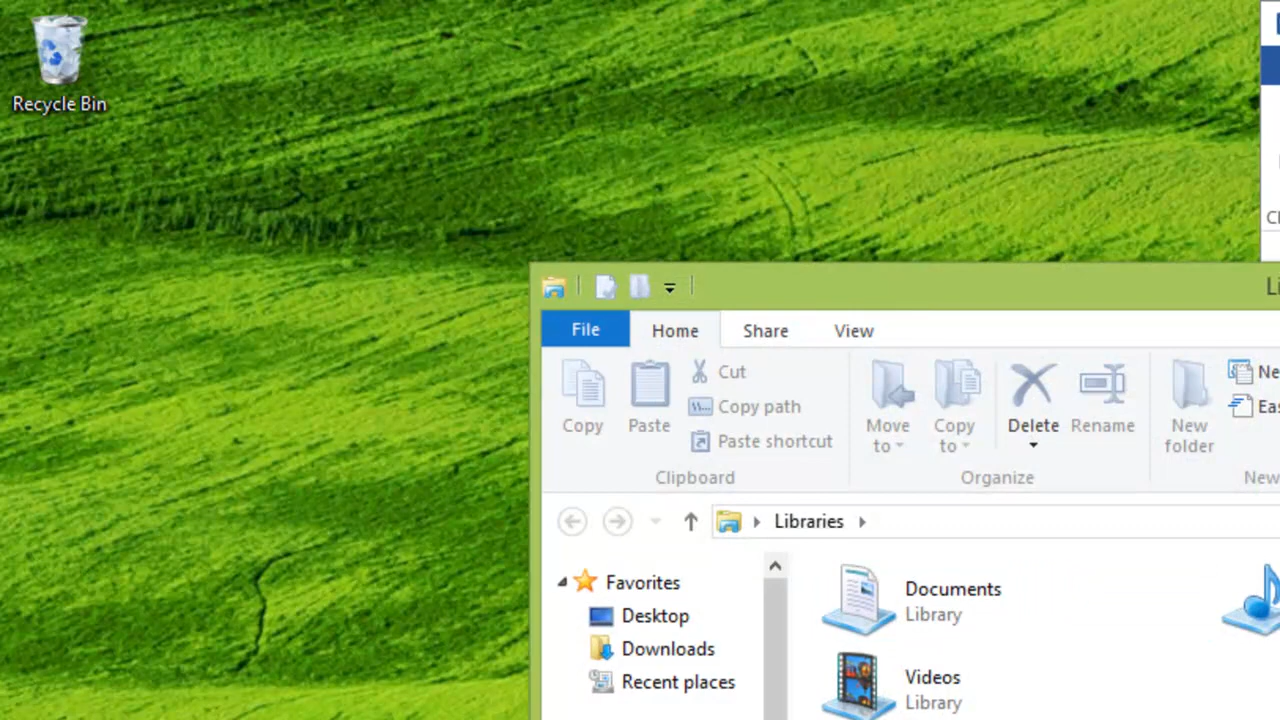 Recycle Bin
File Home Share View
Copy
Paste
Cut
Copy path
Paste shortcut
Clipboard
Move to
Copy to
Delete
Rename
Organize
New folder
New
Libraries
Favorites
Desktop
Downloads
Recent places
Documents
Library
Videos
Library